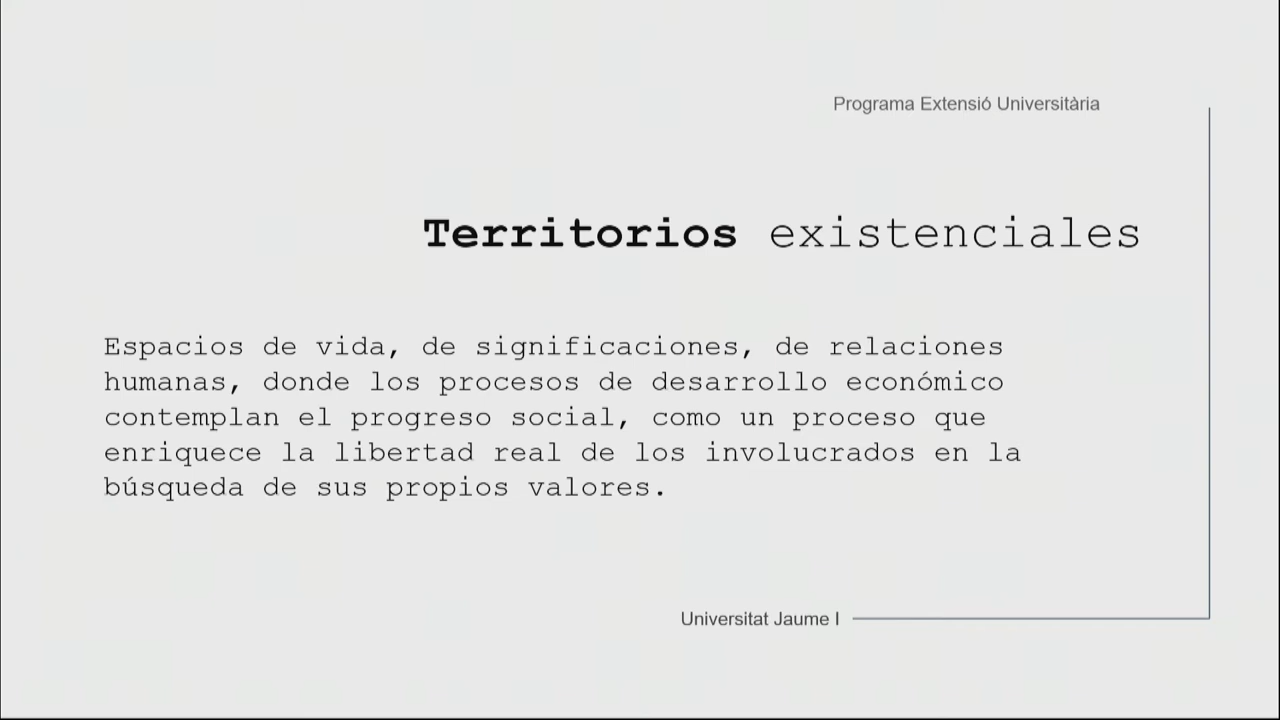 Programa Extensió Universitària
Territorios existenciales
Espacios de vida, de significaciones, de relaciones
humanas, donde los procesos de desarrollo económico
contemplan el progreso social, como un proceso que
enriquece la libertad real de los involucrados en la
búsqueda de sus propios valores.
Universitat Jaume I